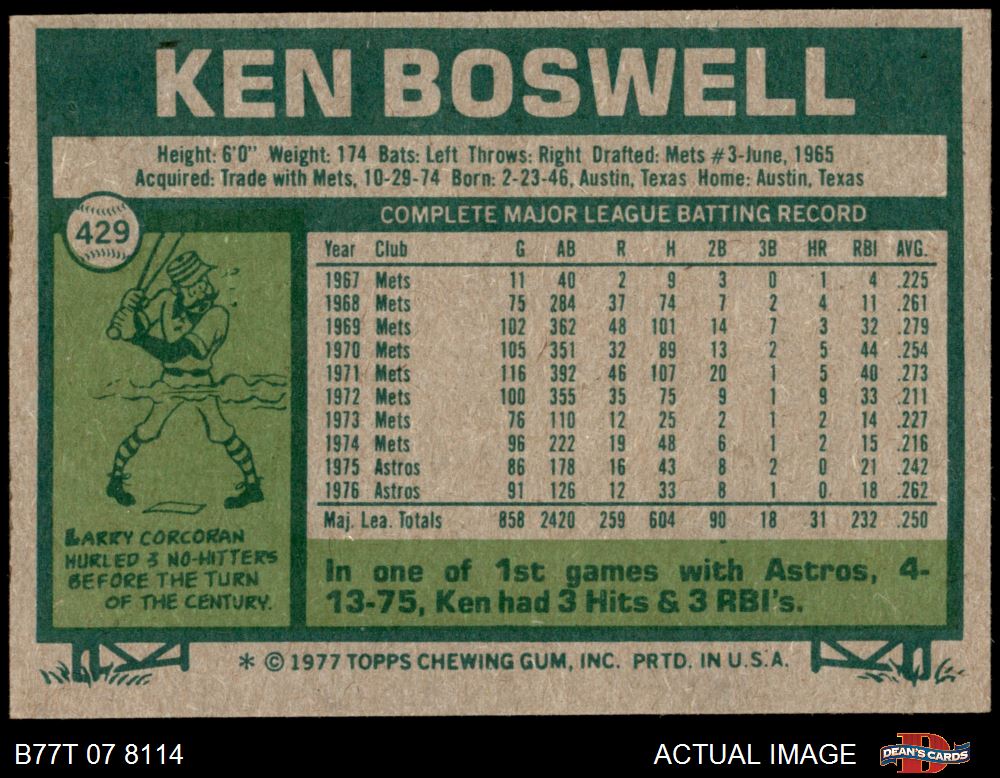 KEN BOSWELL
Height: 6'0" Weight: 174 Bats: Left Throws: Right Drafted: Mets #3-June, 1965
Acquired: Trade with Mets, 10-29-74 Born: 2-23-46, Austin, Texas Home: Austin, Texas
429
COMPLETE MAJOR LEAGUE BATTING RECORD
Year Club G AB R H 2B 3B HR RBI AVG.
1967 Mets 11 40 2 9 3 0 1 4 .225
1968 Mets 75 284 37 74 7 2 4 11 .261
1969 Mets 102 362 48 101 14 7 3 32 .279
1970 Mets 105 351 32 89 13 2 5 44 .254
1971 Mets 116 392 46 107 20 1 5 40 .273
1972 Mets 100 355 35 75 9 1 9 33 .211
1973 Mets 76 110 12 25 2 1 2 14 .227
1974 Mets 96 222 19 48 6 1 2 15 .216
1975 Astros 86 178 16 43 8 2 0 21 .242
1976 Astros 91 126 12 33 8 1 0 18 .262
Maj. Lea. Totals 858 2420 259 604 90 18 31 232 .250
LARRY CORCORAN
HURLED 3 NO-HITTERS
BEFORE THE TURN
OF THE CENTURY.
In one of 1st games with Astros, 4-
13-75, Ken had 3 Hits & 3 RBI's.
* © 1977 TOPPS CHEWING GUM, INC. PRTD. IN U.S.A.
B77T 07 8114
ACTUAL IMAGE
DEAN'S CARDS